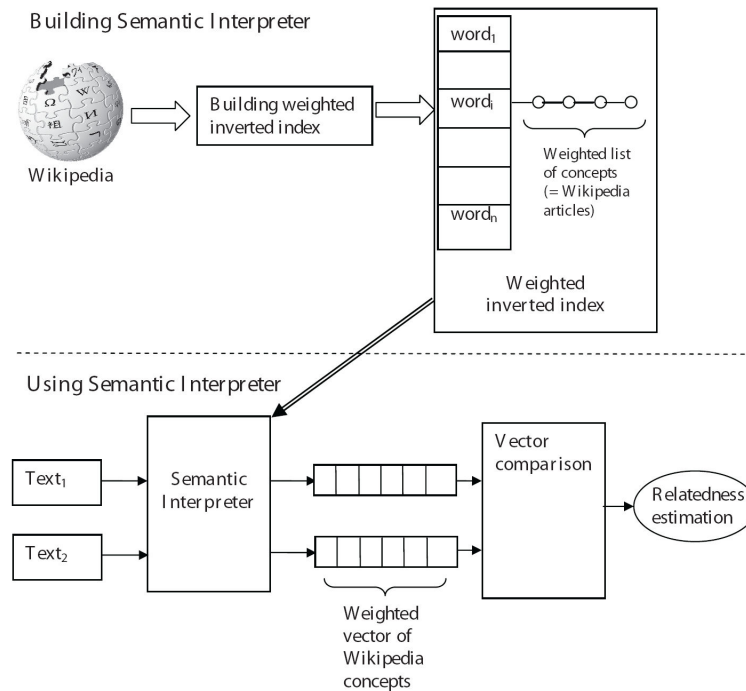 Building Semantic Interpreter
word1
Building weighted
inverted index
wordi
Wikipedia
Weighted list
of concepts
(= Wikipedia
articles)
wordn
Weighted
inverted index
Using Semantic Interpreter
Vector
comparison
Text1
Semantic
Interpreter
Relatedness
estimation
Text2
Weighted
vector of
Wikipedia
concepts